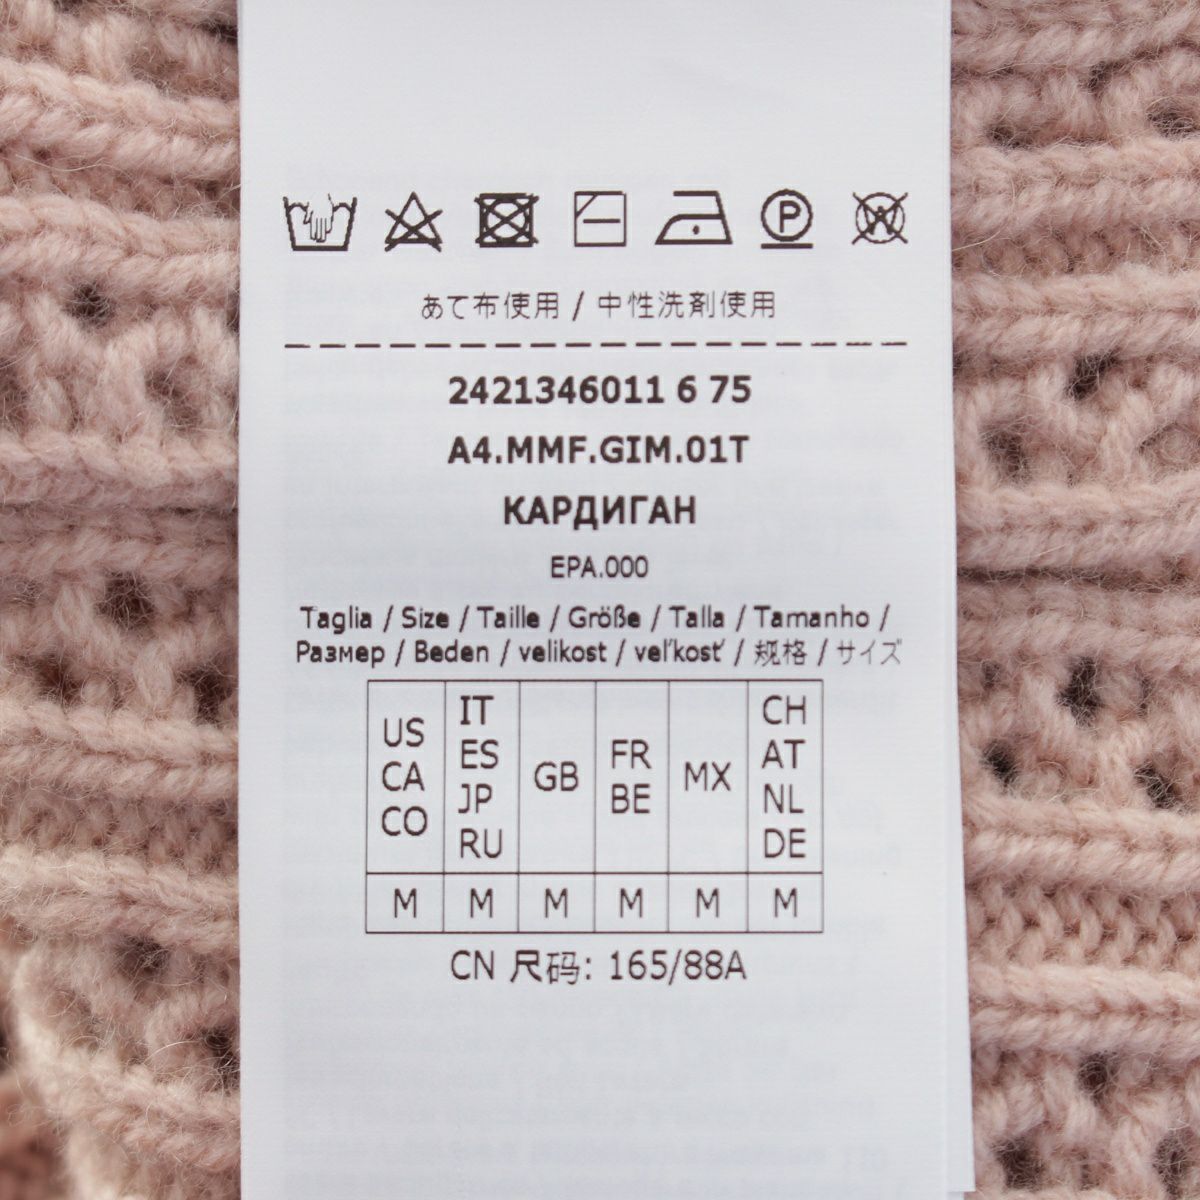 P
W
あて布使用 / 中性洗剤使用
2421346011 6 75
A4.MMF.GIM.01T
КАРДИГАН
EPA.000
Taglia / Size / Taille / Größe / Talla / Tamanho /
Размер / Beden / velikost / veľkosť / 规格 / サイズ
US CA CO
IT ES JP RU
GB
FR BE
MX
CH AT NL DE
M M M M M M
CN 尺码: 165/88A